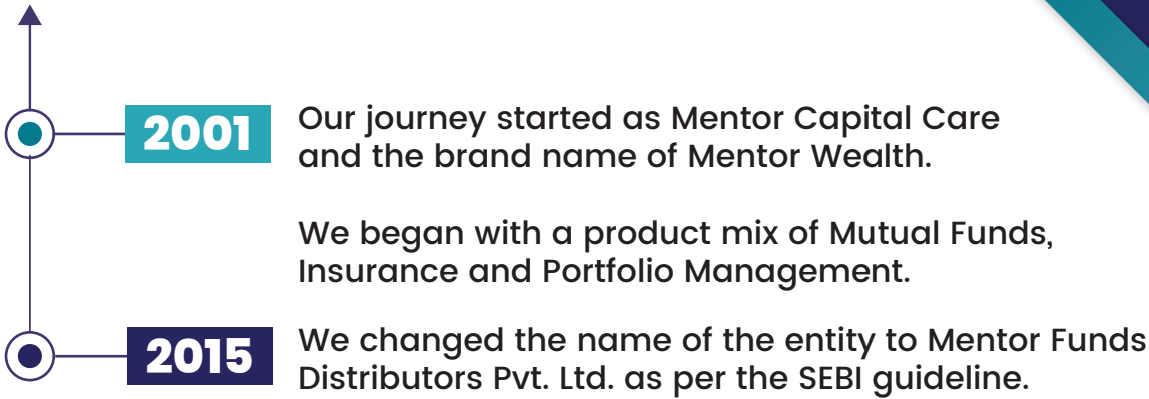 2001
Our journey started as Mentor Capital Care
and the brand name of Mentor Wealth.
We began with a product mix of Mutual Funds,
Insurance and Portfolio Management.
2015
We changed the name of the entity to Mentor Funds
Distributors Pvt. Ltd. as per the SEBI guideline.